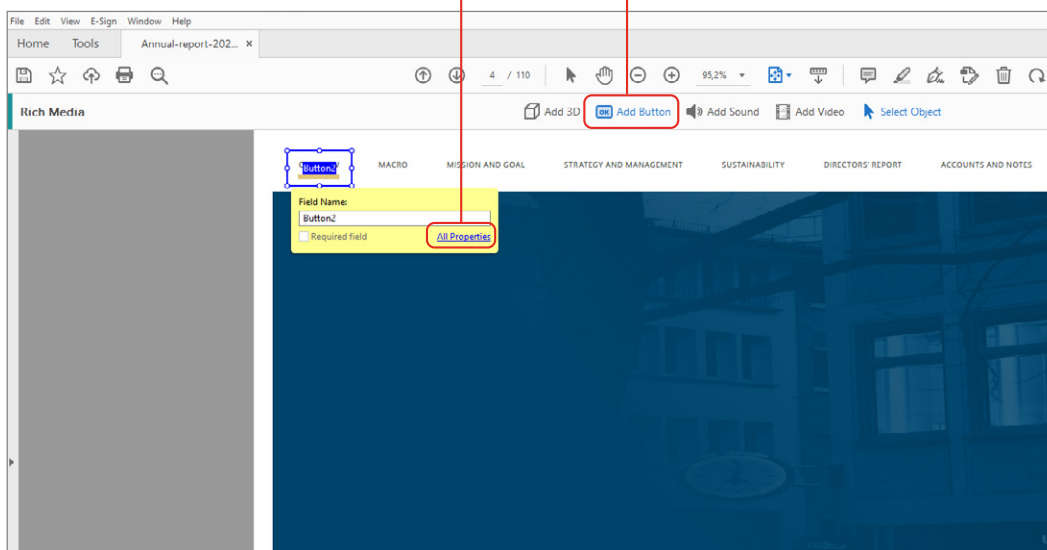 File Edit View E-Sign Window Help
Home Tools Annual-report-202... ×
4 / 110 95,2%
Rich Media Add 3D OK Add Button Add Sound Add Video Select Object
Button2 MACRO MISSION AND GOAL STRATEGY AND MANAGEMENT SUSTAINABILITY DIRECTORS' REPORT ACCOUNTS AND NOTES
Field Name:
Button2
Required field All Properties